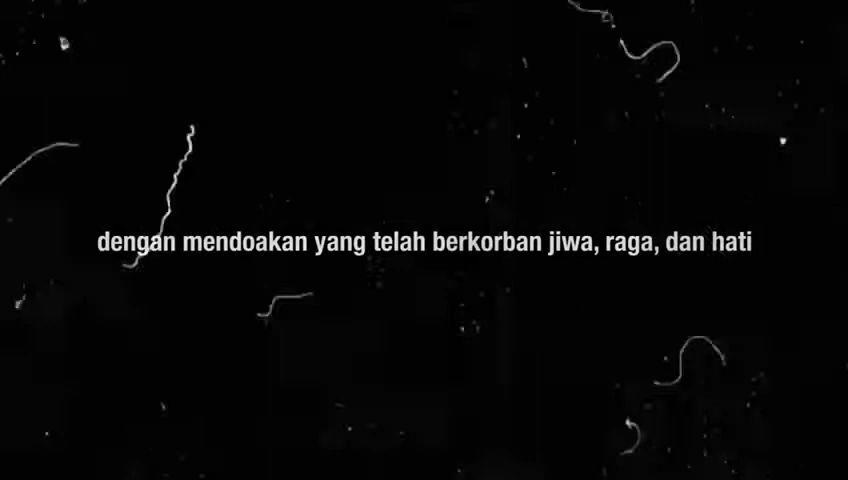 dengan mendoakan yang telah berkorban jiwa, raga, dan hati